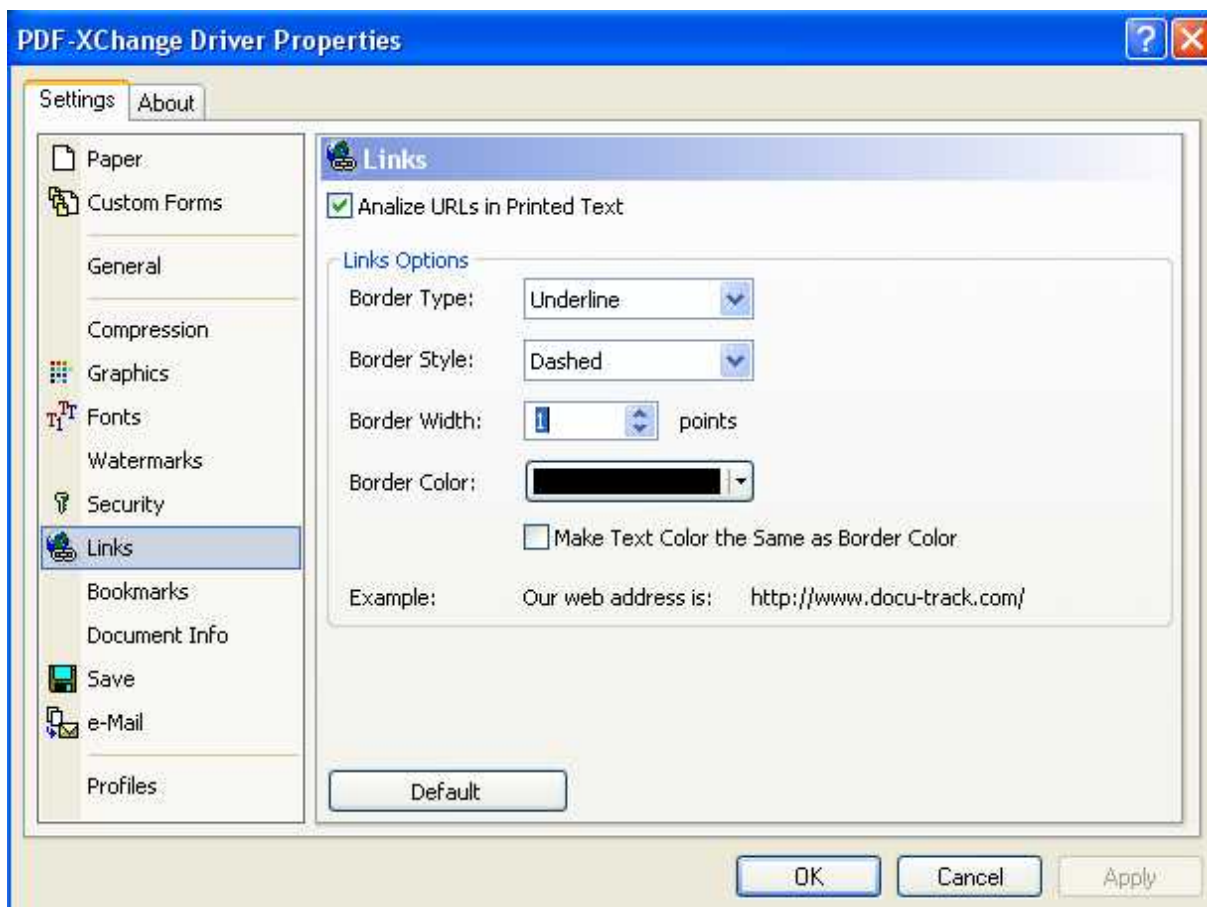 PDF-XChange Driver Properties
Settings
About
Paper
Custom Forms
General
Compression
Graphics
Fonts
Watermarks
Security
Links
Bookmarks
Document Info
Save
e-Mail
Profiles
Links
Analize URLs in Printed Text
Links Options
Border Type: Underline
Border Style: Dashed
Border Width: 1 points
Border Color:
Make Text Color the Same as Border Color
Example: Our web address is: http://www.docu-track.com/
Default
OK Cancel Apply